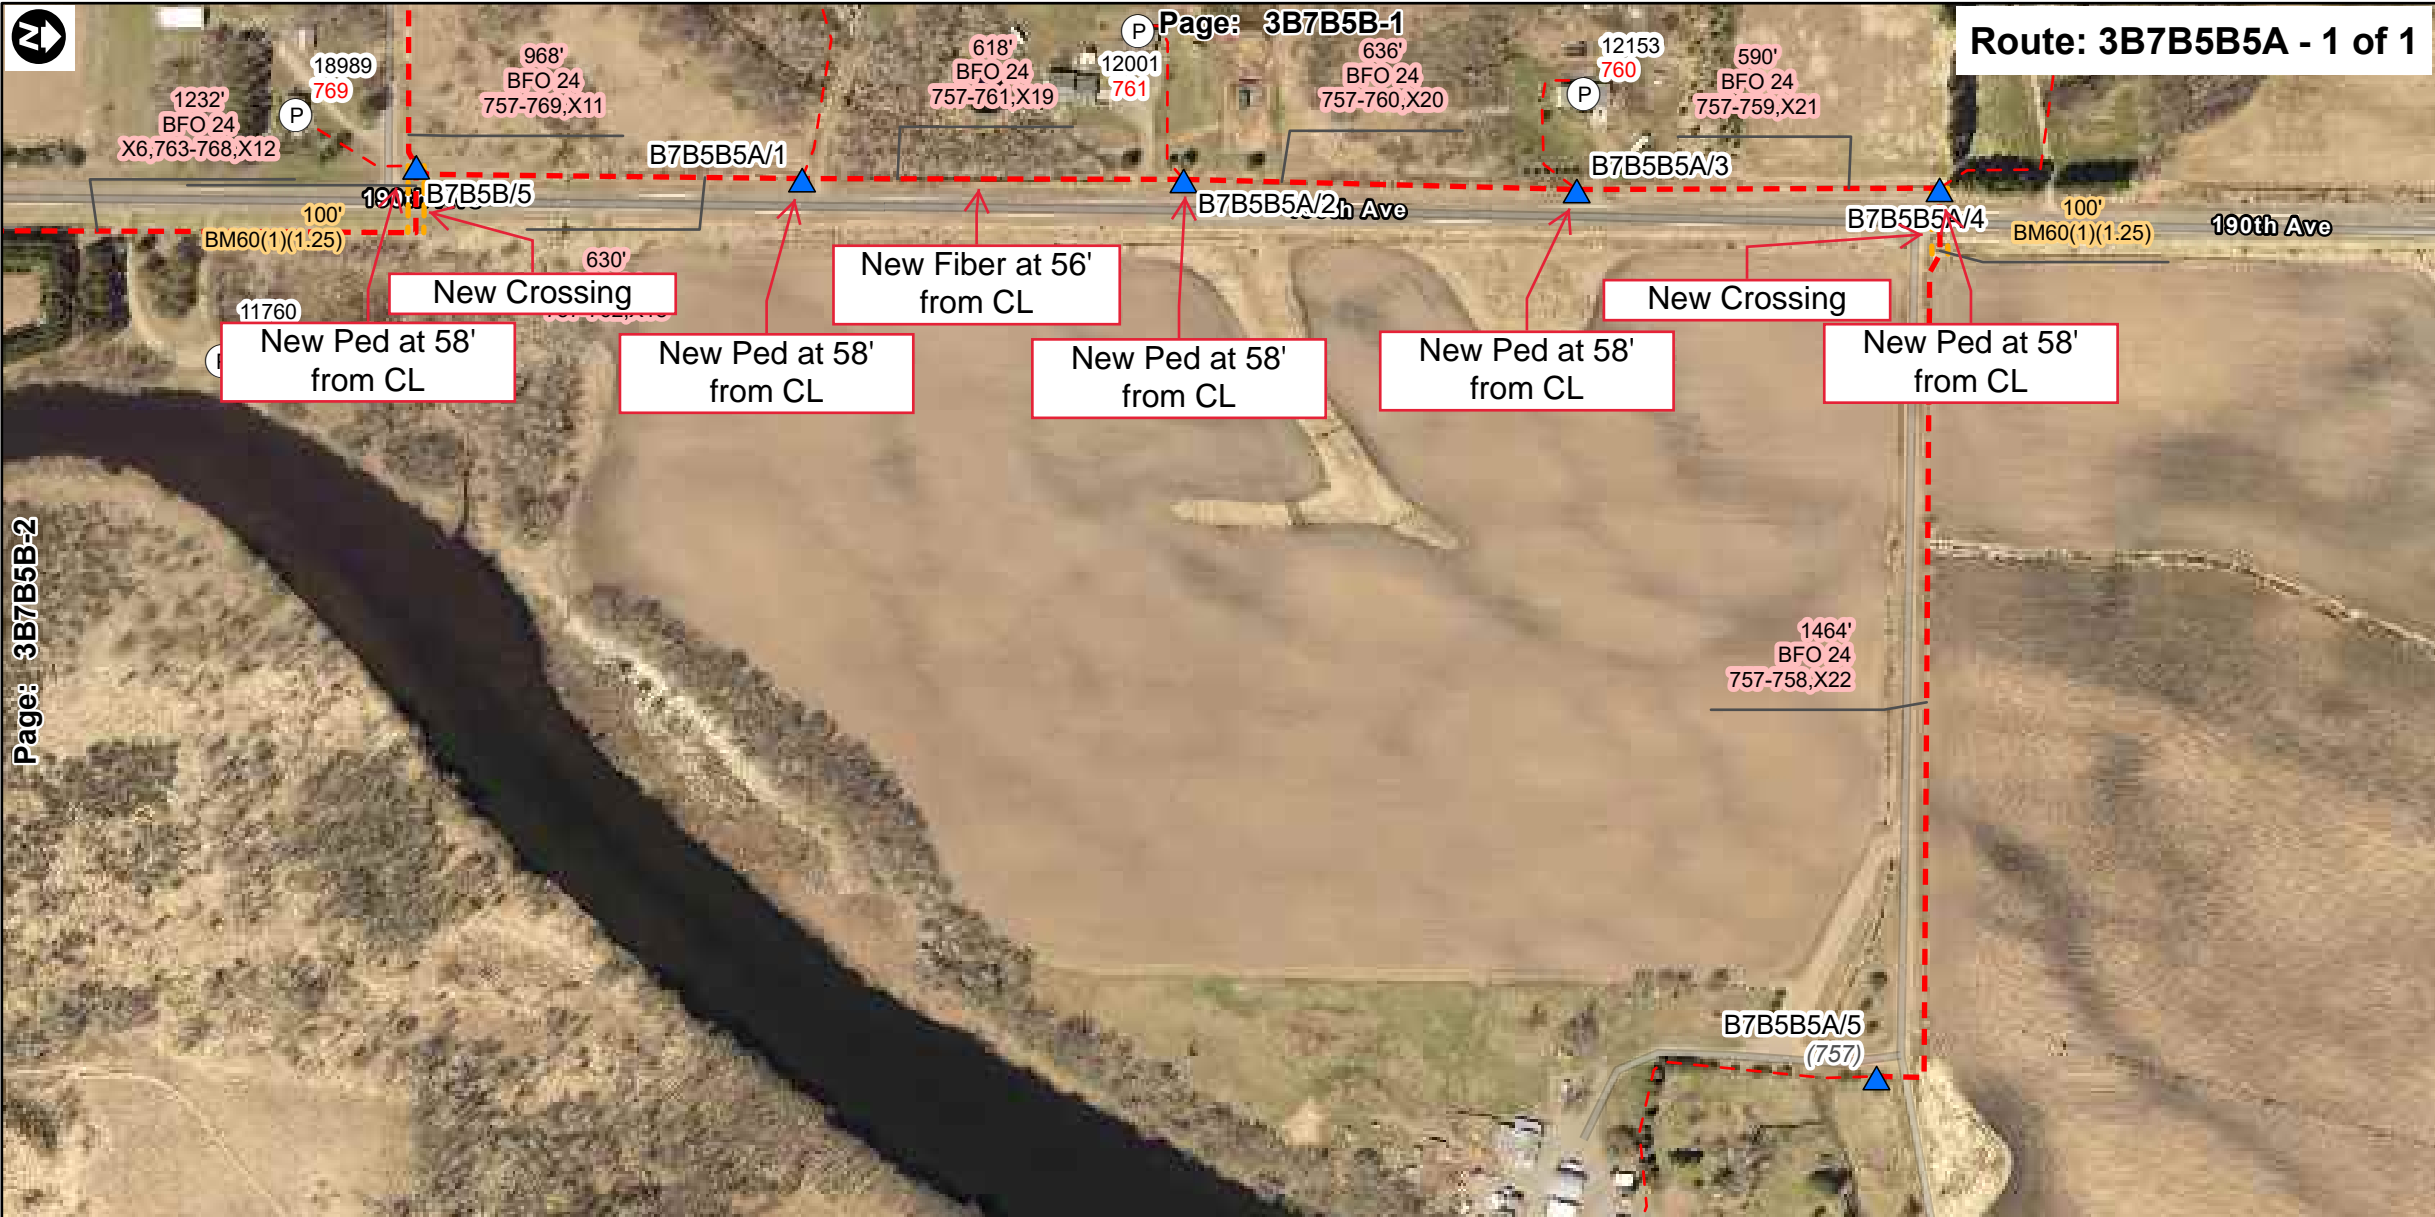 N
Page: 3B7B5B-1
Route: 3B7B5B5A - 1 of 1
18989
769
P
1232'
BFO 24
X6,763-768,X12
968'
BFO 24
757-769,X11
618'
BFO 24
757-761,X19
P
12001
761
636'
BFO 24
757-760,X20
12153
760
P
590'
BFO 24
757-759,X21
B7B5B5A/1
B7B5B5A/3
B7B5B/5
B7B5B5A/2
Ave
B7B5B5A/4
100'
BM60(1)(1.25)
100'
BM60(1)(1.25)
190th Ave
630'
New Crossing
New Fiber at 56'
from CL
New Crossing
11760
New Ped at 58'
from CL
New Ped at 58'
from CL
New Ped at 58'
from CL
New Ped at 58'
from CL
New Ped at 58'
from CL
Page: 3B7B5B-2
1464'
BFO 24
757-758,X22
B7B5B5A/5
(757)